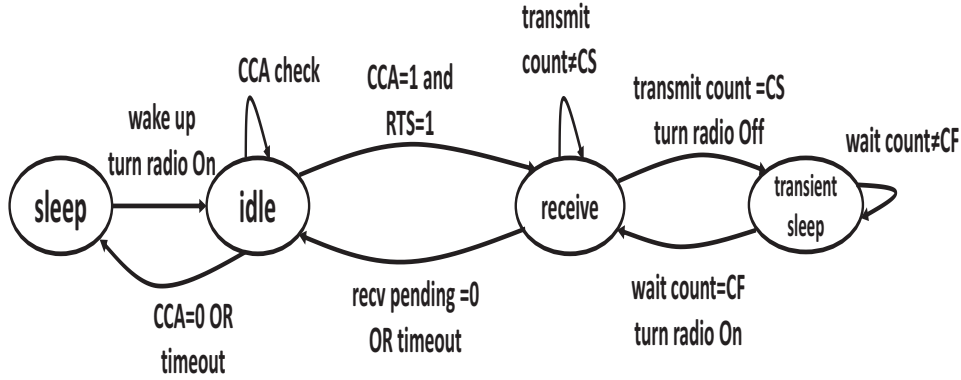 transmit
count≠CS
CCA check
CCA=1 and
RTS=1
transmit count =CS
turn radio Off
wake up
turn radio On
wait count≠CF
sleep
idle
receive
transient
sleep
CCA=0 OR
timeout
recv pending =0
OR timeout
wait count=CF
turn radio On